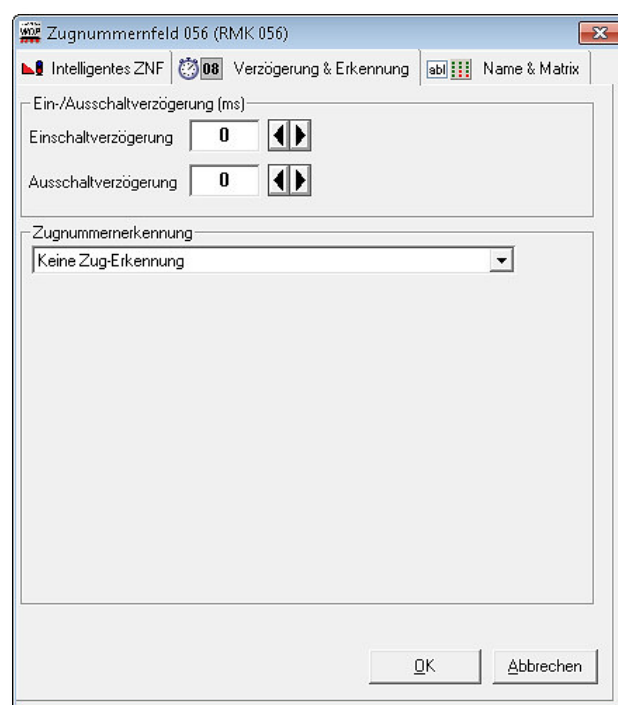 WDP Zugnummernfeld 056 (RMK 056)
Intelligentes ZNF 08 Verzögerung & Erkennung abl Name & Matrix
Ein-/Ausschaltverzögerung (ms)
Einschaltverzögerung 0
Ausschaltverzögerung 0
Zugnummernerkennung
Keine Zug-Erkennung
OK Abbrechen